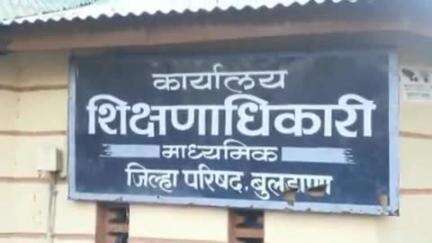 कार्यालय
शिक्षणाधिकारी
माध्यमिक
जिल्हा परिषद, बुलडाणा